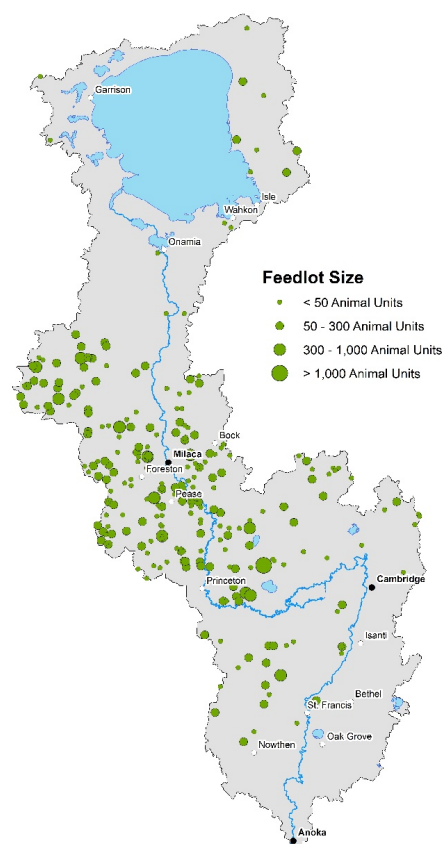 Garrison
Isle
Wahkon
Onamia
Feedlot Size
< 50 Animal Units
50 - 300 Animal Units
300 - 1,000 Animal Units
> 1,000 Animal Units
Bock
Milaca
Foreston
Pease
Princeton
Cambridge
Isanti
Bethel
St. Francis
Oak Grove
Nowthen
Anoka